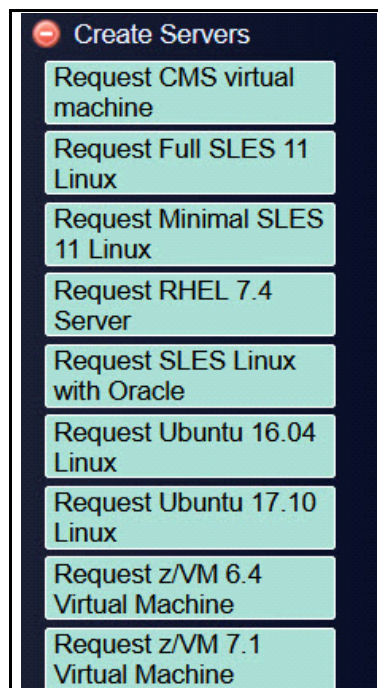 Create Servers
Request CMS virtual
machine
Request Full SLES 11
Linux
Request Minimal SLES
11 Linux
Request RHEL 7.4
Server
Request SLES Linux
with Oracle
Request Ubuntu 16.04
Linux
Request Ubuntu 17.10
Linux
Request z/VM 6.4
Virtual Machine
Request z/VM 7.1
Virtual Machine